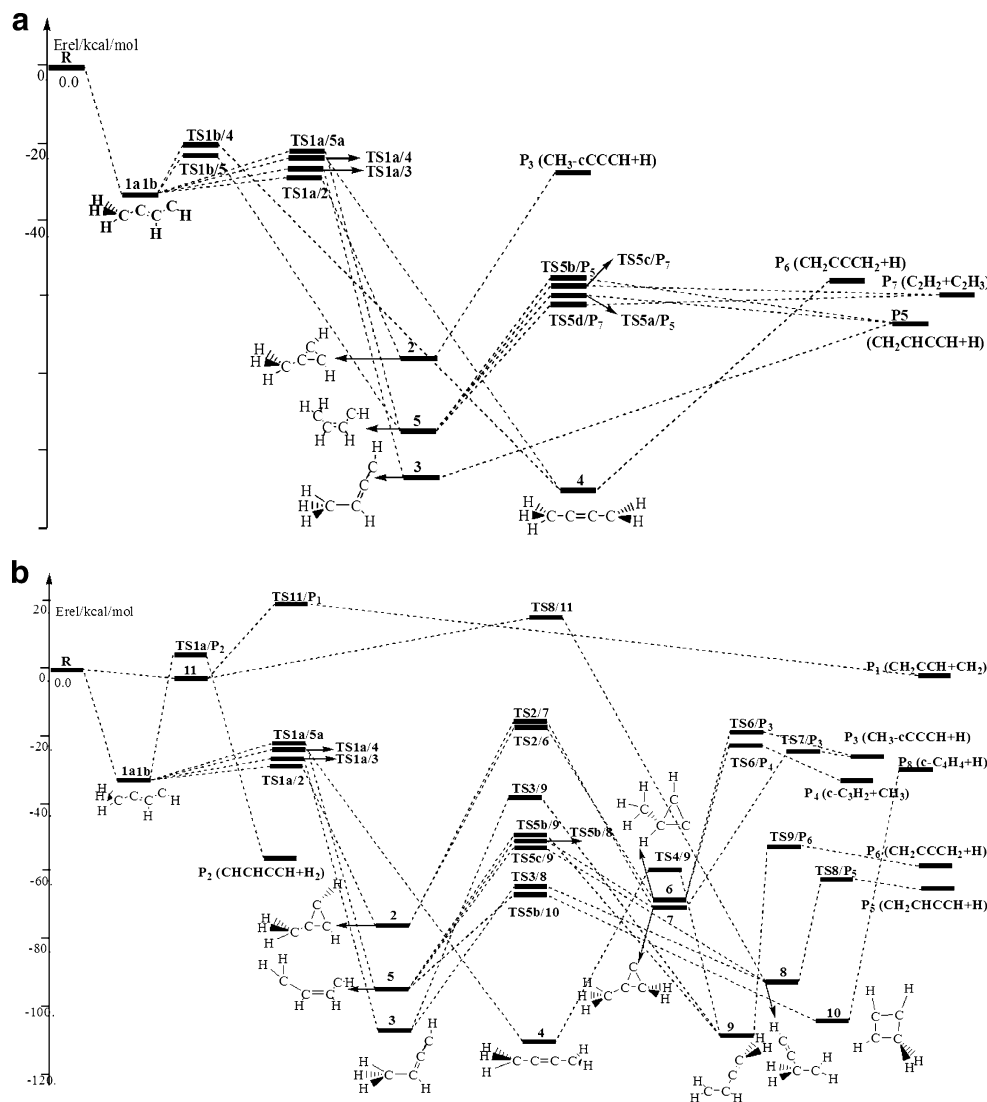 a
Erel/kcal/mol
R
0
0.0
TS1b/4
TS1a/5a
-20
TS1a/4
P3 (CH3-cCCCH+H)
TS1b/5
TS1a/3
1a1b
TS1a/2
H
H H C C: C C H
H H
-40
TS5c/P7
P6 (CH2CCCH2+H)
TS5b/P5
P7 (C2H2+C2H3)
TS5d/P7
TS5a/P5
P5
(CH2CHCCH+H)
2
H H H C C C C H
5
H H C C C CH H H
3
H H H C C C C H H
4
H H H C-C=C-C H H
b
20.
Erel/kcal/mol
TS11/P1
TS8/11
TS1a/P2
R
0.
0.0
11
P1 (CH2CCH+CH2)
TS2/7
TS6/P3
-20.
TS1a/5a
TS7/P3
TS1a/4
TS2/6
P3 (CH3-cCCCH+H)
TS1a/3
TS6/P4
P8 (c-C4H4+H)
1a1b
TS1a/2
P4 (c-C3H2+CH3)
TS3/9
-40.
TS5b/9
TS5b/8
TS9/P6
TS5c/9
TS4/9
P6 (CH2CCCH2+H)
-60.
P2 (CHCHCCH+H2)
TS3/8
TS8/P5
TS5b/10
6
P5 (CH2CHCCH+H)
7
2
-80.
5
8
-100.
3
10
4
9
-120.